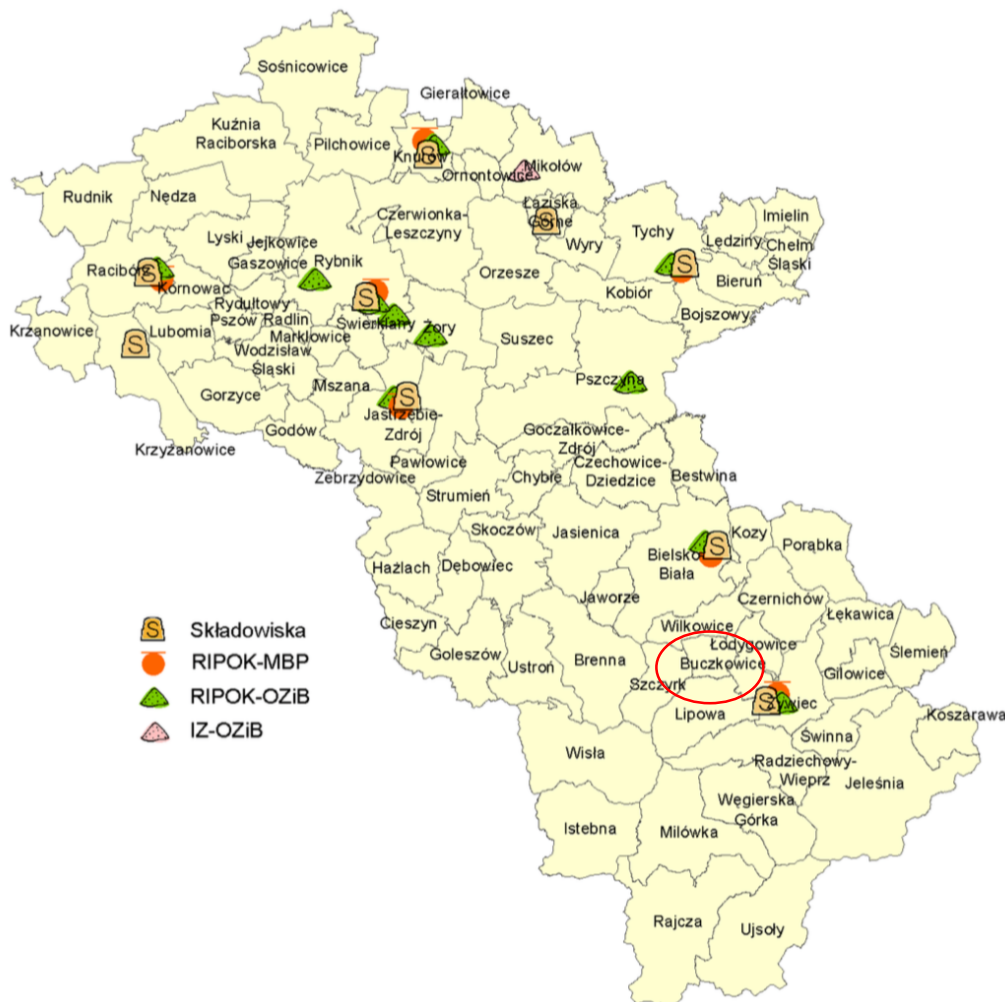 Sośnicowice
Gierałtowice
Kuźnia
Raciborska
Pilchowice
Knurów
Ornontowice
Mikołów
Rudnik
Nędza
Łaziska
Górne
Imielin
Czerwionka-
Leszczyny
Tychy
Lędziny
Chełm
Śląski
Lyski
Jejkowice
Wyry
Gaszowice
Rybnik
Racibórz
Kornowac
Orzesze
Bieruń
Kobiór
Rydułtowy
Bojszowy
Krzanowice
Lubomia
Pszów
Radlin
Świerklany
Żory
Marklowice
Suszec
Wodzisław
Śląski
Mszana
Pszczyna
Gorzyce
Jastrzębie-
Zdrój
Godów
Goczałkowice-
Zdrój
Krzyżanowice
Pawłowice
Czechowice-
Dziedzice
Zebrzydowice
Chybie
Bestwina
Strumień
Skoczów
Jasienica
Kozy
Porąbka
Bielsko
Biała
Hażlach
Dębowiec
Jaworze
Czernichów
Łękawica
Cieszyn
Wilkowice
Łodygowice
Ślemień
Goleszów
Ustroń
Brenna
Buczkowice
Gilowice
Szczyrk
Żywiec
Lipowa
Koszarawa
Świnna
Wisła
Radziechowy-
Wieprz
Jeleśnia
Węgierska
Górka
Istebna
Milówka
Rajcza
Ujsoły
S
S
S
S
S
S
S
S
S
S Składowiska
RIPOK-MBP
RIPOK-OZiB
IZ-OZiB